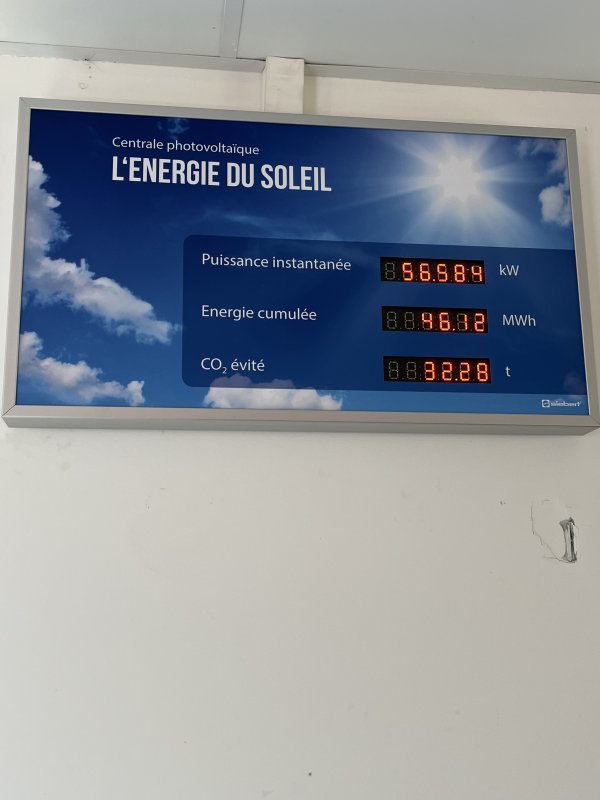 Centrale photovoltaïque
L'ENERGIE DU SOLEIL
Puissance instantanée 56.984 kW
Energie cumulée 46.12 MWh
CO₂ évité 32.28 t
siebert